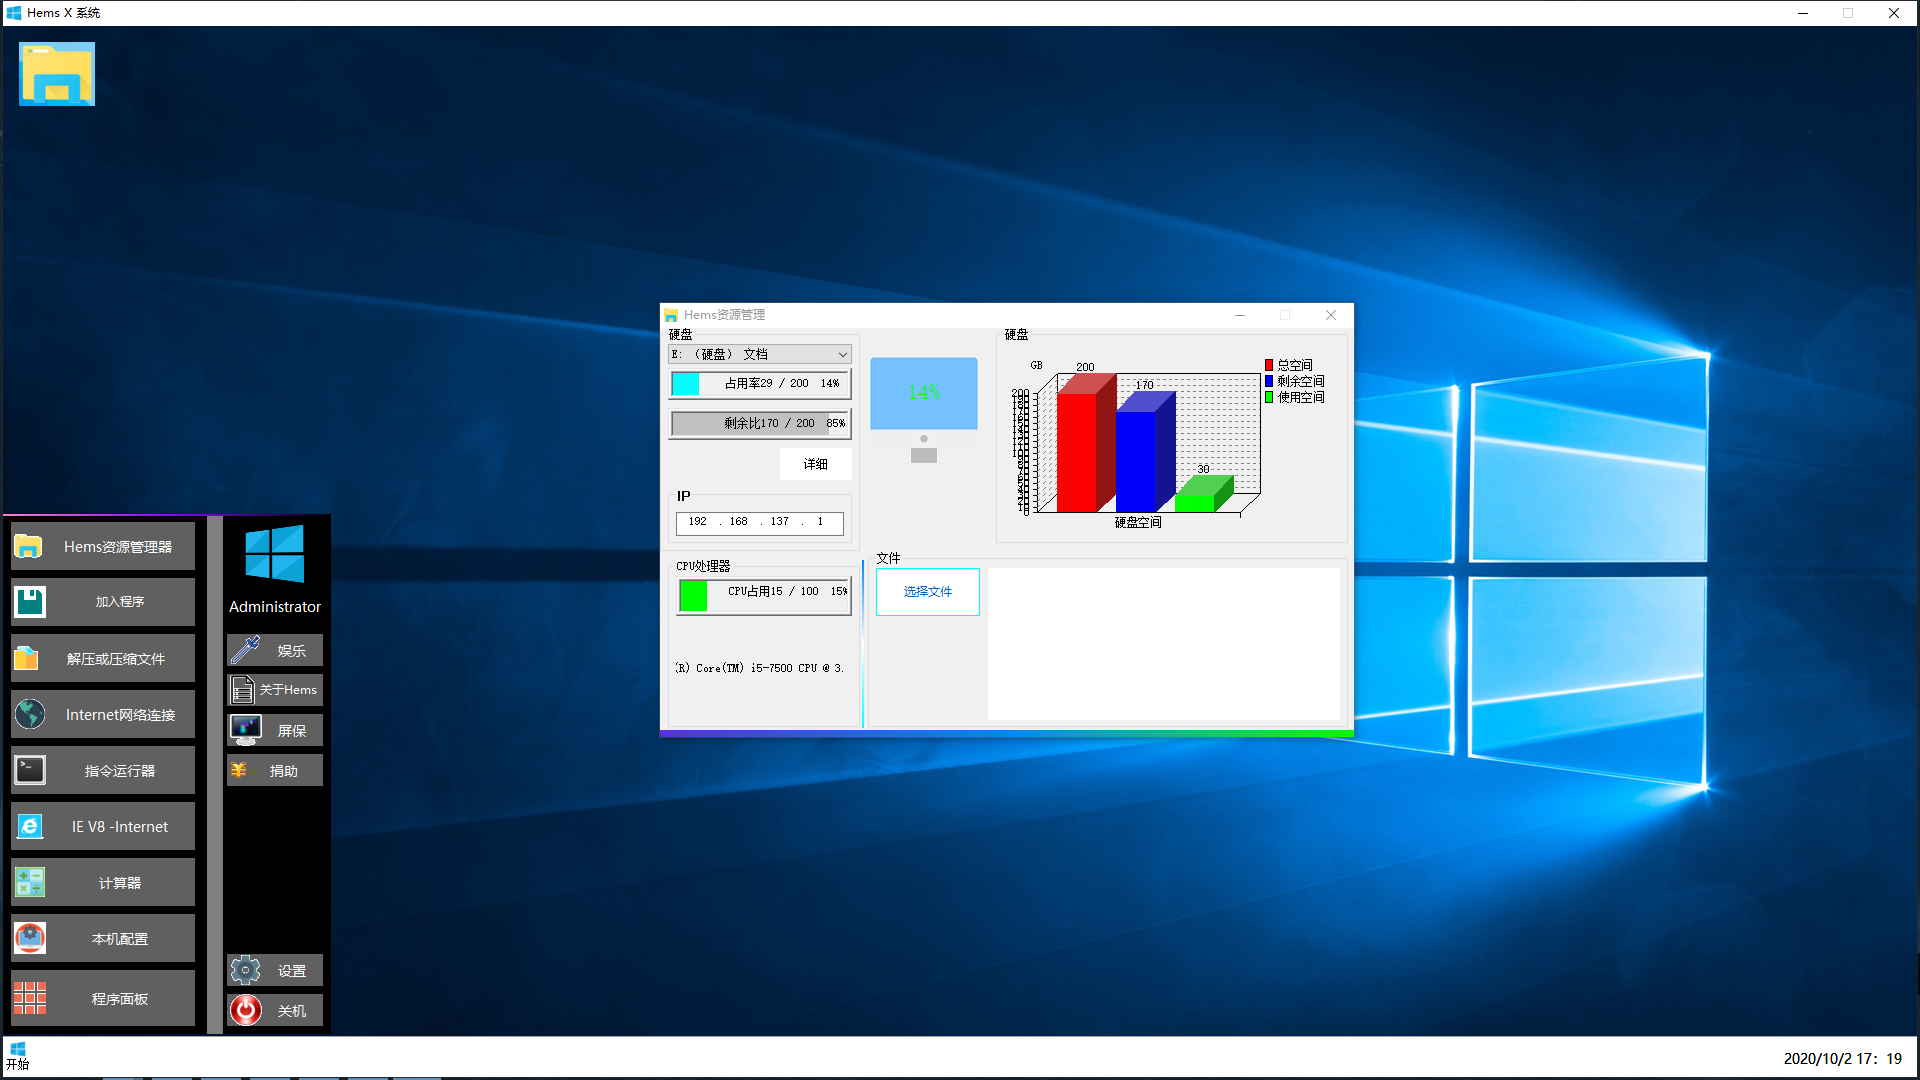 Hems X 系统
Hems资源管理
硬盘
E: （硬盘） 文档
占用率29 / 200 14%
剩余比170 / 200 85%
详细
IP
192 . 168 . 137 . 1
CPU处理器
CPU占用15 / 100 15%
(R) Core(TM) i5-7500 CPU @ 3.
14%
硬盘
GB
200
170
30
总空间
剩余空间
使用空间
硬盘空间
文件
选择文件
Hems资源管理器
加入程序
解压或压缩文件
Internet网络连接
指令运行器
IE V8 -Internet
计算器
本机配置
程序面板
Administrator
娱乐
关于Hems
屏保
捐助
设置
关机
开始
2020/10/2 17：19